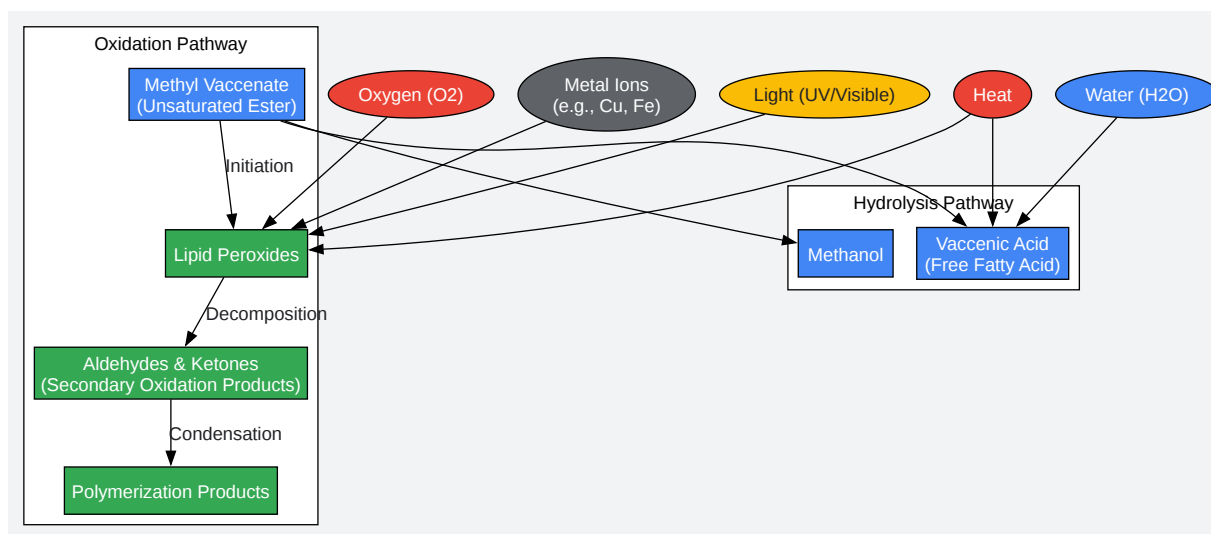 Oxidation Pathway
Methyl Vaccenate
(Unsaturated Ester)
Oxygen (O2)
Metal Ions
(e.g., Cu, Fe)
Light (UV/Visible)
Heat
Water (H2O)
Initiation
Hydrolysis Pathway
Lipid Peroxides
Methanol
Vaccenic Acid
(Free Fatty Acid)
Decomposition
Aldehydes & Ketones
(Secondary Oxidation Products)
Condensation
Polymerization Products